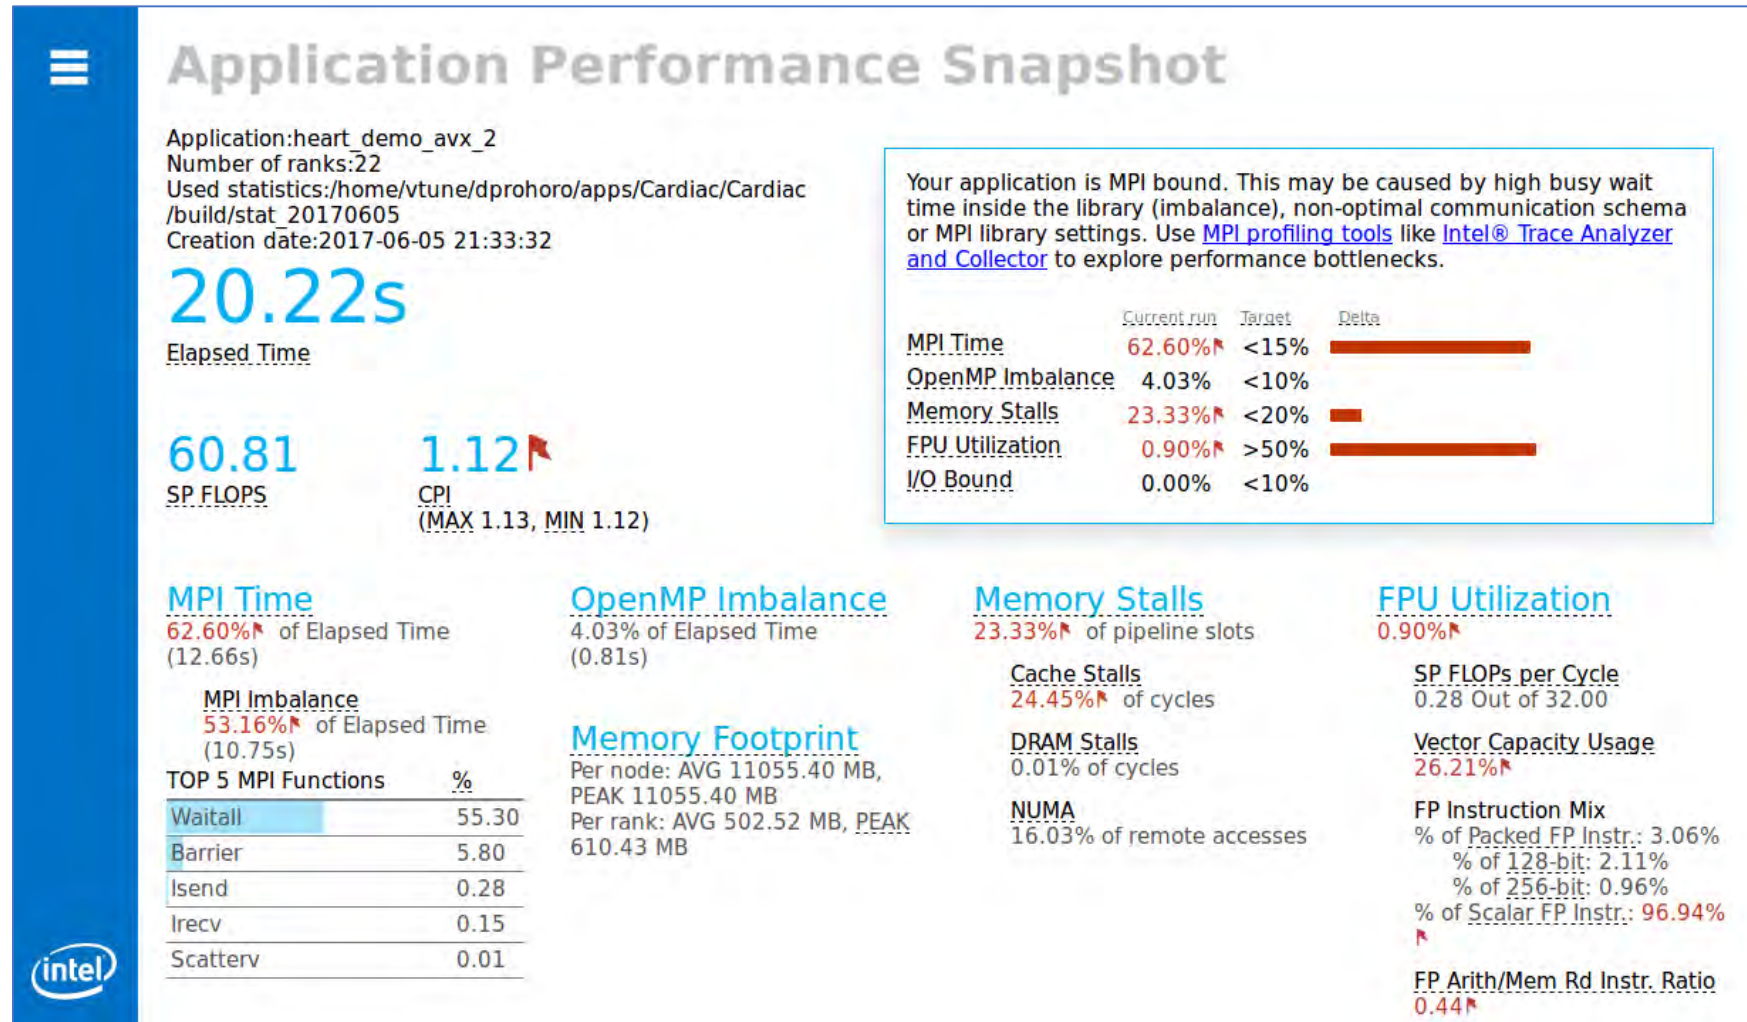 Application Performance Snapshot
Application:heart_demo_avx_2
Number of ranks:22
Used statistics:/home/vtune/dprohoro/apps/Cardiac/Cardiac
/build/stat_20170605
Creation date:2017-06-05 21:33:32
20.22s
Elapsed Time
60.81
SP FLOPS
1.12
CPI
(MAX 1.13, MIN 1.12)
Your application is MPI bound. This may be caused by high busy wait
time inside the library (imbalance), non-optimal communication schema
or MPI library settings. Use MPI profiling tools like Intel® Trace Analyzer
and Collector to explore performance bottlenecks.
Current run Target Delta
MPI Time 62.60% <15%
OpenMP Imbalance 4.03% <10%
Memory Stalls 23.33% <20%
FPU Utilization 0.90% >50%
I/O Bound 0.00% <10%
MPI Time
62.60% of Elapsed Time
(12.66s)
MPI Imbalance
53.16% of Elapsed Time
(10.75s)
TOP 5 MPI Functions %
Waitall 55.30
Barrier 5.80
Isend 0.28
Irecv 0.15
Scatterv 0.01
OpenMP Imbalance
4.03% of Elapsed Time
(0.81s)
Memory Footprint
Per node: AVG 11055.40 MB,
PEAK 11055.40 MB
Per rank: AVG 502.52 MB, PEAK
610.43 MB
Memory Stalls
23.33% of pipeline slots
Cache Stalls
24.45% of cycles
DRAM Stalls
0.01% of cycles
NUMA
16.03% of remote accesses
FPU Utilization
0.90%
SP FLOPs per Cycle
0.28 Out of 32.00
Vector Capacity Usage
26.21%
FP Instruction Mix
% of Packed FP Instr.: 3.06%
% of 128-bit: 2.11%
% of 256-bit: 0.96%
% of Scalar FP Instr.: 96.94%
FP Arith/Mem Rd Instr. Ratio
0.44
intel